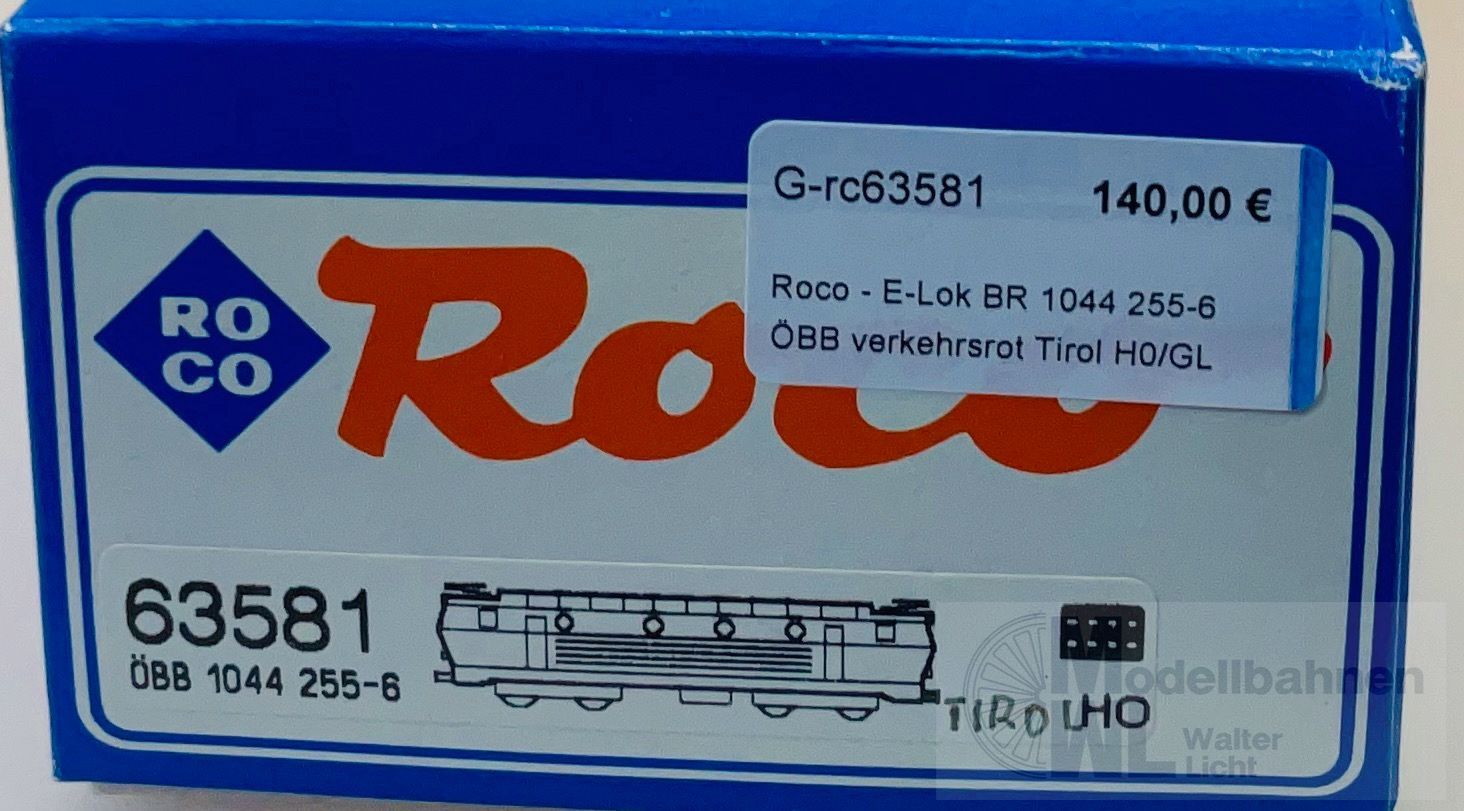 G-rc63581 140,00 €
Roco - E-Lok BR 1044 255-6
ÖBB verkehrsrot Tirol H0/GL
RO
CO
Roco
63581
ÖBB 1044 255-6
TIROL HO
Modellbahnen
Walter
Licht